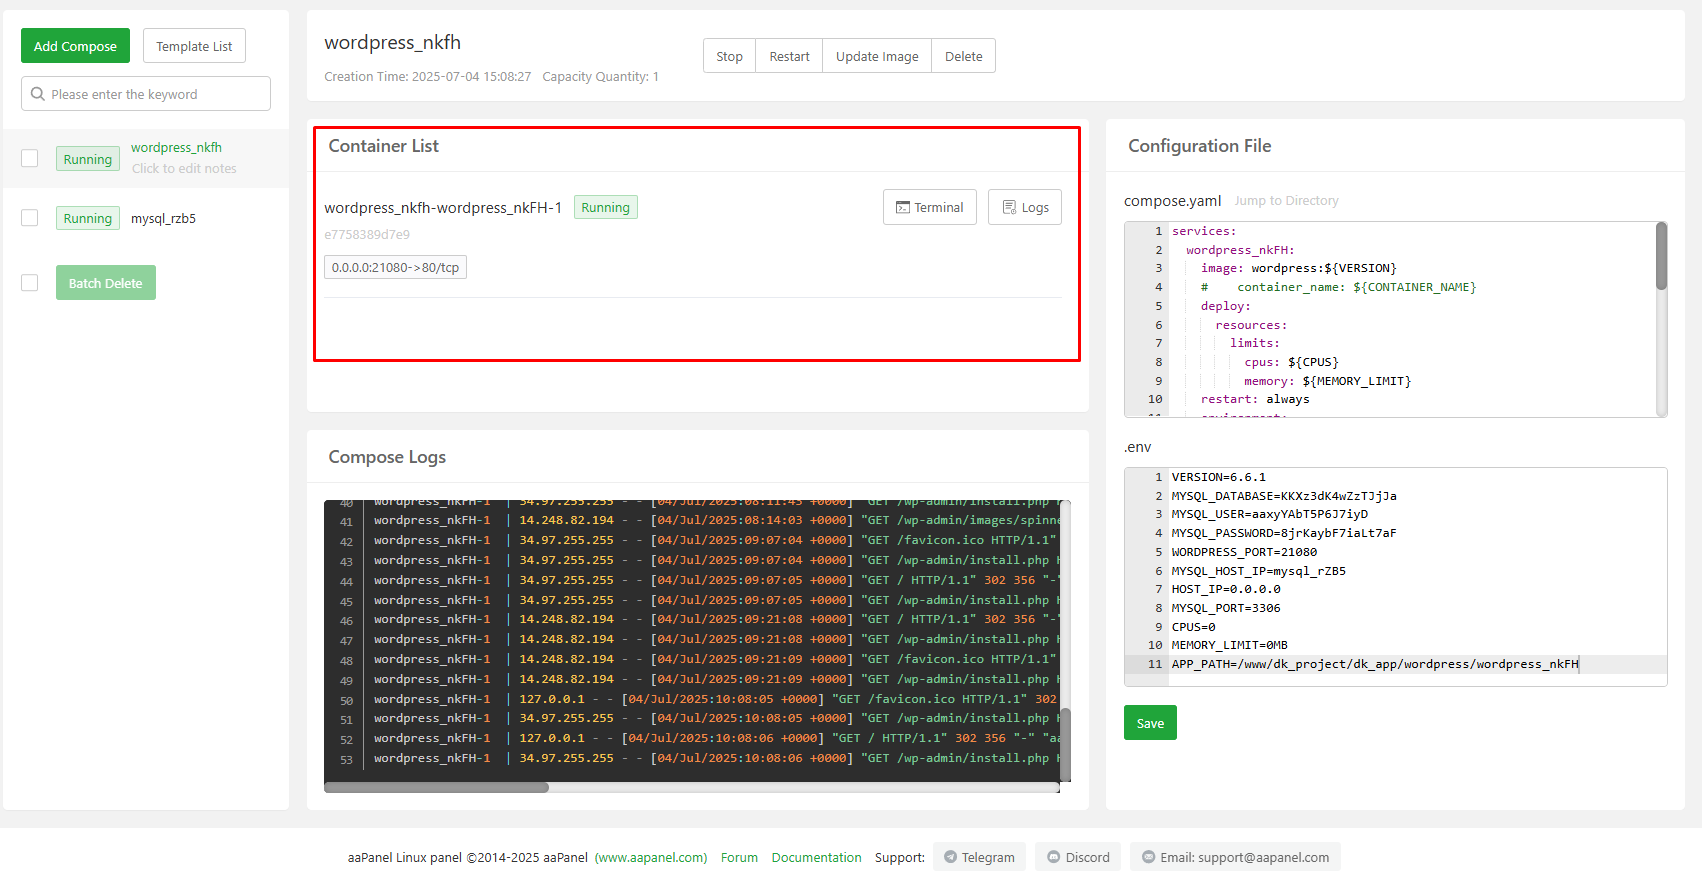 Add Compose
Template List
Please enter the keyword
Running
wordpress_nkfh
Click to edit notes
Running
mysql_rzb5
Batch Delete
wordpress_nkfh
Creation Time: 2025-07-04 15:08:27 Capacity Quantity: 1
Stop
Restart
Update Image
Delete
Container List
wordpress_nkfh-wordpress_nkFH-1
Running
Terminal
Logs
e7758389d7e9
0.0.0.0:21080->80/tcp
Compose Logs
40 wordpress_nkFH-1 | 34.97.255.255 - - [04/Jul/2025:08:11:45 +0000] "GET /wp-admin/install.php H
41 wordpress_nkFH-1 | 14.248.82.194 - - [04/Jul/2025:08:14:03 +0000] "GET /wp-admin/images/spinne
42 wordpress_nkFH-1 | 34.97.255.255 - - [04/Jul/2025:09:07:04 +0000] "GET /favicon.ico HTTP/1.1"
43 wordpress_nkFH-1 | 34.97.255.255 - - [04/Jul/2025:09:07:04 +0000] "GET /wp-admin/install.php H
44 wordpress_nkFH-1 | 34.97.255.255 - - [04/Jul/2025:09:07:05 +0000] "GET / HTTP/1.1" 302 356 "-"
45 wordpress_nkFH-1 | 34.97.255.255 - - [04/Jul/2025:09:07:05 +0000] "GET /wp-admin/install.php H
46 wordpress_nkFH-1 | 14.248.82.194 - - [04/Jul/2025:09:21:08 +0000] "GET / HTTP/1.1" 302 356 "-"
47 wordpress_nkFH-1 | 14.248.82.194 - - [04/Jul/2025:09:21:08 +0000] "GET /wp-admin/install.php H
48 wordpress_nkFH-1 | 14.248.82.194 - - [04/Jul/2025:09:21:09 +0000] "GET /favicon.ico HTTP/1.1"
49 wordpress_nkFH-1 | 14.248.82.194 - - [04/Jul/2025:09:21:09 +0000] "GET /wp-admin/install.php H
50 wordpress_nkFH-1 | 127.0.0.1 - - [04/Jul/2025:10:08:05 +0000] "GET /favicon.ico HTTP/1.1" 302
51 wordpress_nkFH-1 | 34.97.255.255 - - [04/Jul/2025:10:08:05 +0000] "GET /wp-admin/install.php H
52 wordpress_nkFH-1 | 127.0.0.1 - - [04/Jul/2025:10:08:06 +0000] "GET / HTTP/1.1" 302 356 "-" "aa
53 wordpress_nkFH-1 | 34.97.255.255 - - [04/Jul/2025:10:08:06 +0000] "GET /wp-admin/install.php H
Configuration File
compose.yaml Jump to Directory
1 services:
2 wordpress_nkFH:
3 image: wordpress:${VERSION}
4 # container_name: ${CONTAINER_NAME}
5 deploy:
6 resources:
7 limits:
8 cpus: ${CPUS}
9 memory: ${MEMORY_LIMIT}
10 restart: always
11 environment:
.env
1 VERSION=6.6.1
2 MYSQL_DATABASE=KKXz3dK4wZzTJjJa
3 MYSQL_USER=aaxyYAbT5P6J7iyD
4 MYSQL_PASSWORD=8jrKaybF7iaLt7aF
5 WORDPRESS_PORT=21080
6 MYSQL_HOST_IP=mysql_rZB5
7 HOST_IP=0.0.0.0
8 MYSQL_PORT=3306
9 CPUS=0
10 MEMORY_LIMIT=0MB
11 APP_PATH=/www/dk_project/dk_app/wordpress/wordpress_nkFH
Save
aaPanel Linux panel ©2014-2025 aaPanel (www.aapanel.com) Forum Documentation Support: Telegram Discord Email: support@aapanel.com